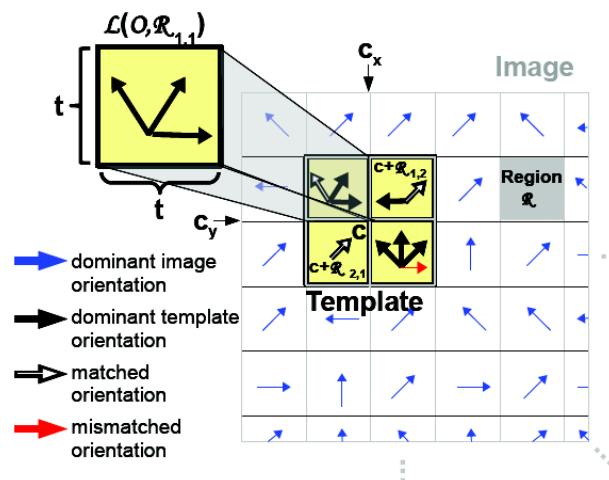 ℒ(O,ℛ1,1)
cx
Image
t
t
c+ℛ1,2
Region
ℛ
cy
c
c+ℛ2,1
Template
dominant image
orientation
dominant template
orientation
matched
orientation
mismatched
orientation